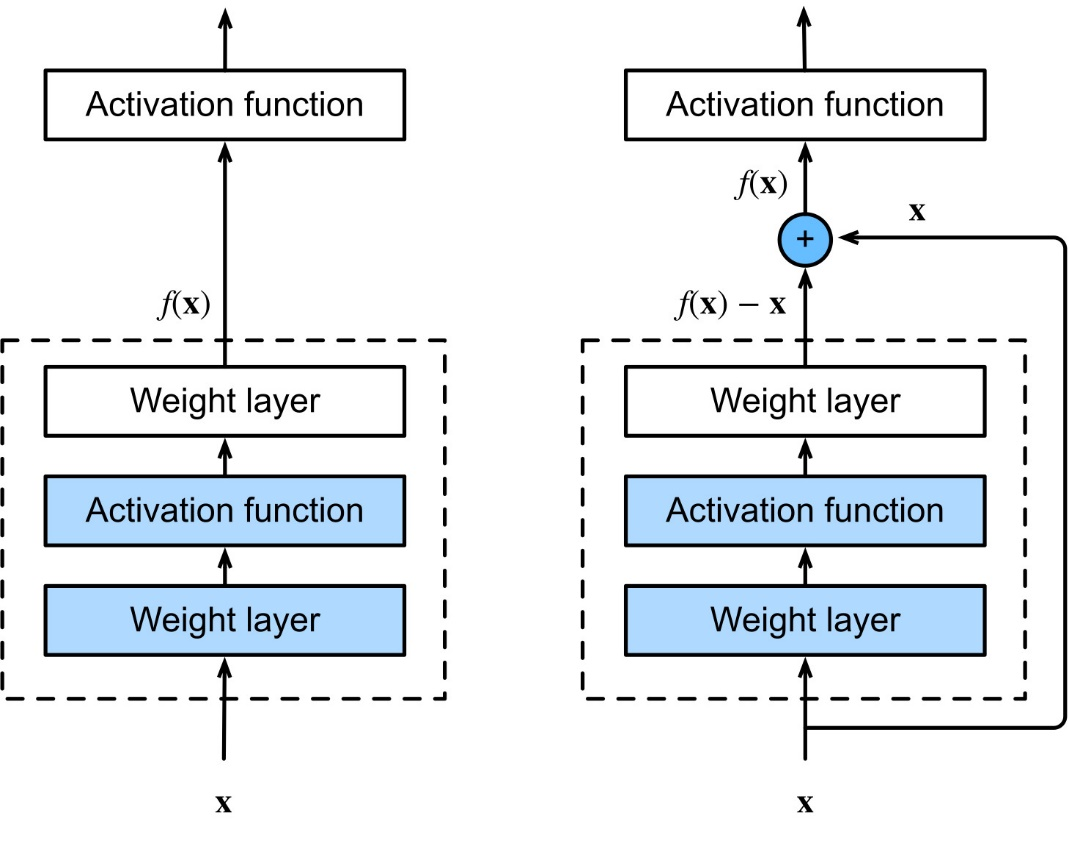 Activation function
f(x)
Weight layer
Activation function
Weight layer
x
Activation function
f(x)
+
x
f(x) − x
Weight layer
Activation function
Weight layer
x